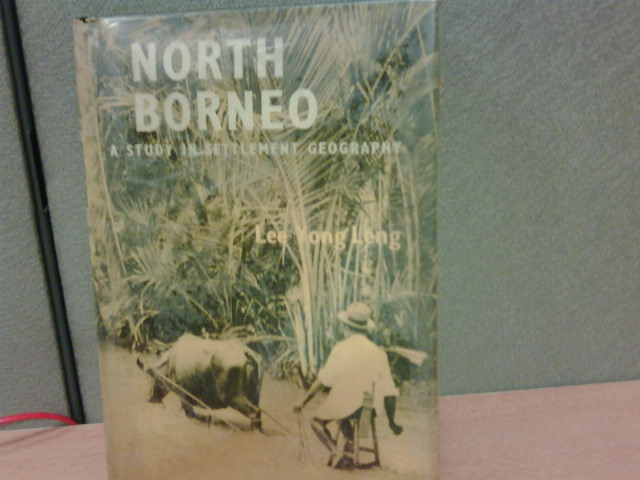 NORTH
BORNEO
A STUDY IN SETTLEMENT GEOGRAPHY
Lee Yong Leng